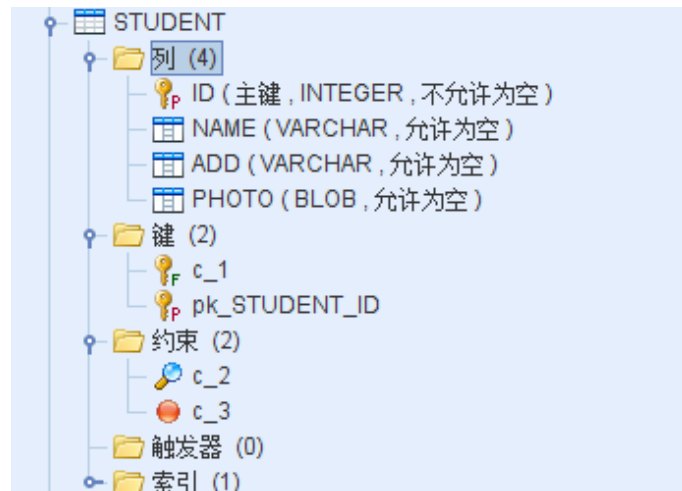 STUDENT
列 (4)
P ID ( 主键 , INTEGER , 不允许为空 )
NAME ( VARCHAR , 允许为空 )
ADD ( VARCHAR , 允许为空 )
PHOTO ( BLOB , 允许为空 )
键 (2)
F c_1
P pk_STUDENT_ID
约束 (2)
c_2
c_3
触发器 (0)
索引 (1)